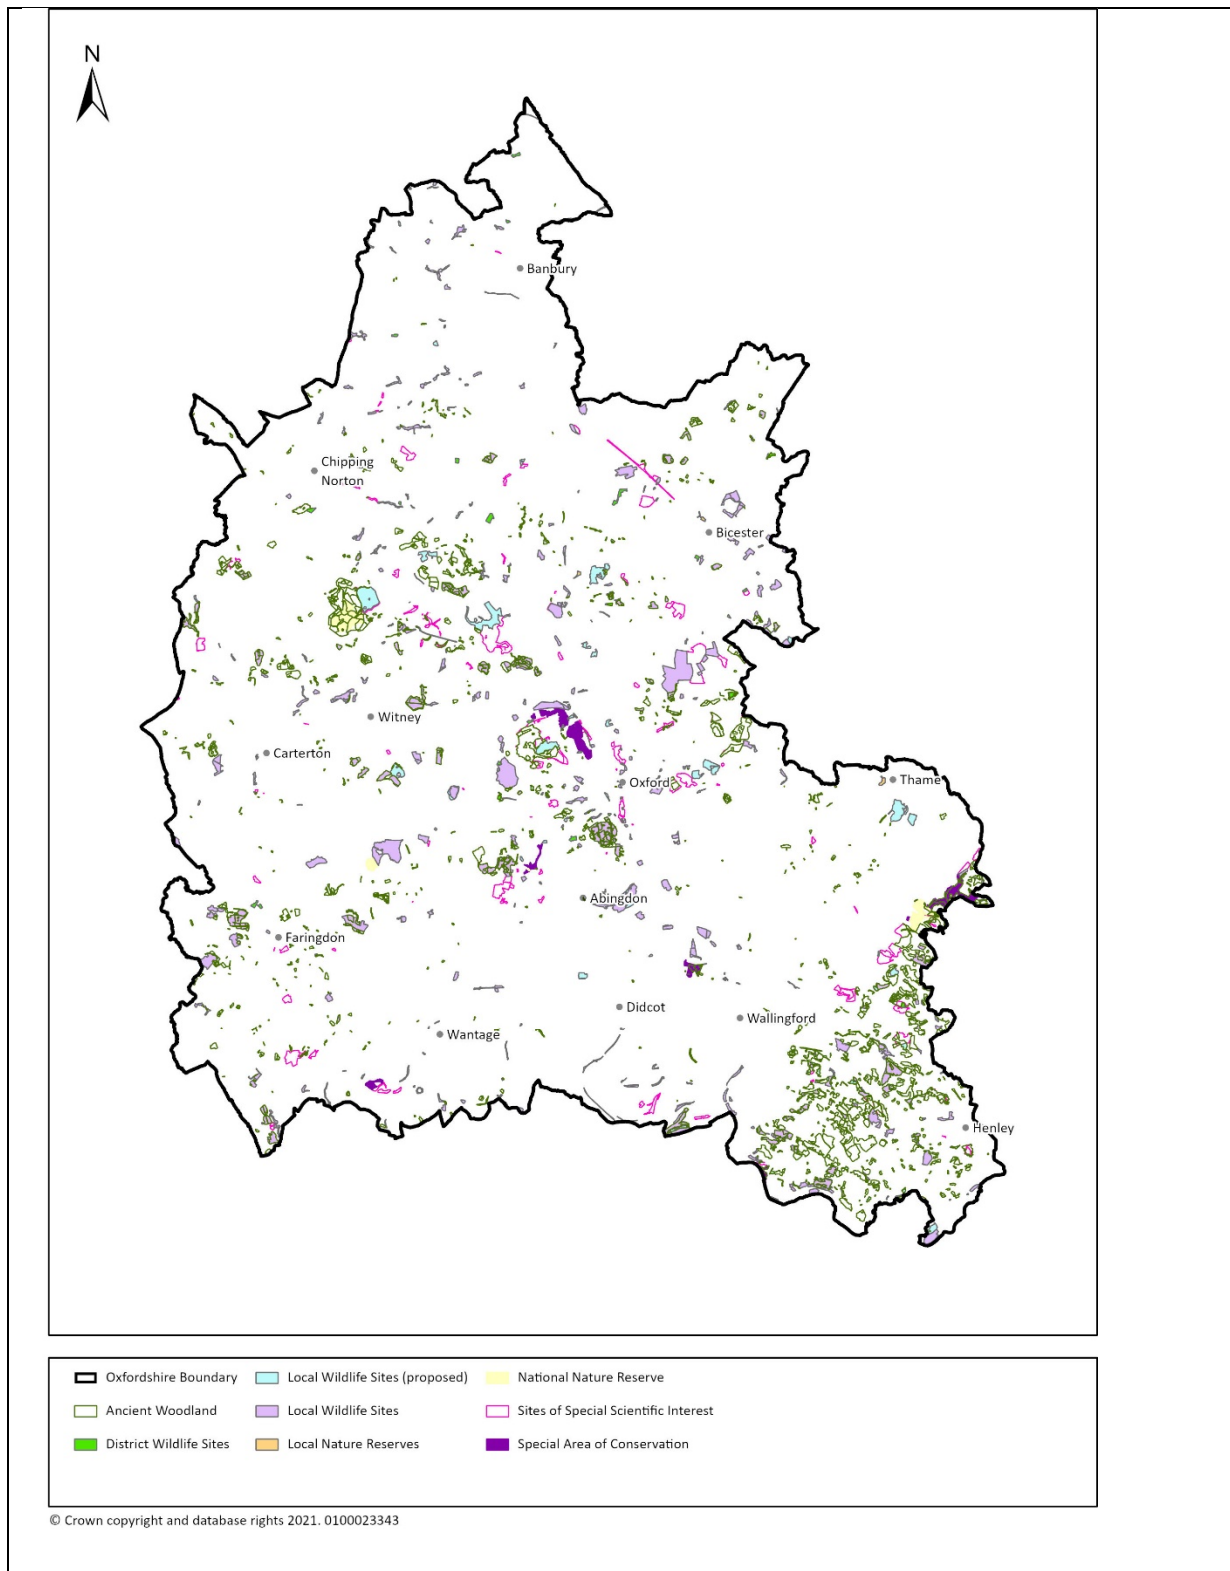 N
Banbury
Chipping
Norton
Bicester
Witney
Carterton
Oxford
Thame
Abingdon
Faringdon
Didcot
Wallingford
Wantage
Henley
Oxfordshire Boundary
Local Wildlife Sites (proposed)
National Nature Reserve
Ancient Woodland
Local Wildlife Sites
Sites of Special Scientific Interest
District Wildlife Sites
Local Nature Reserves
Special Area of Conservation
© Crown copyright and database rights 2021. 0100023343